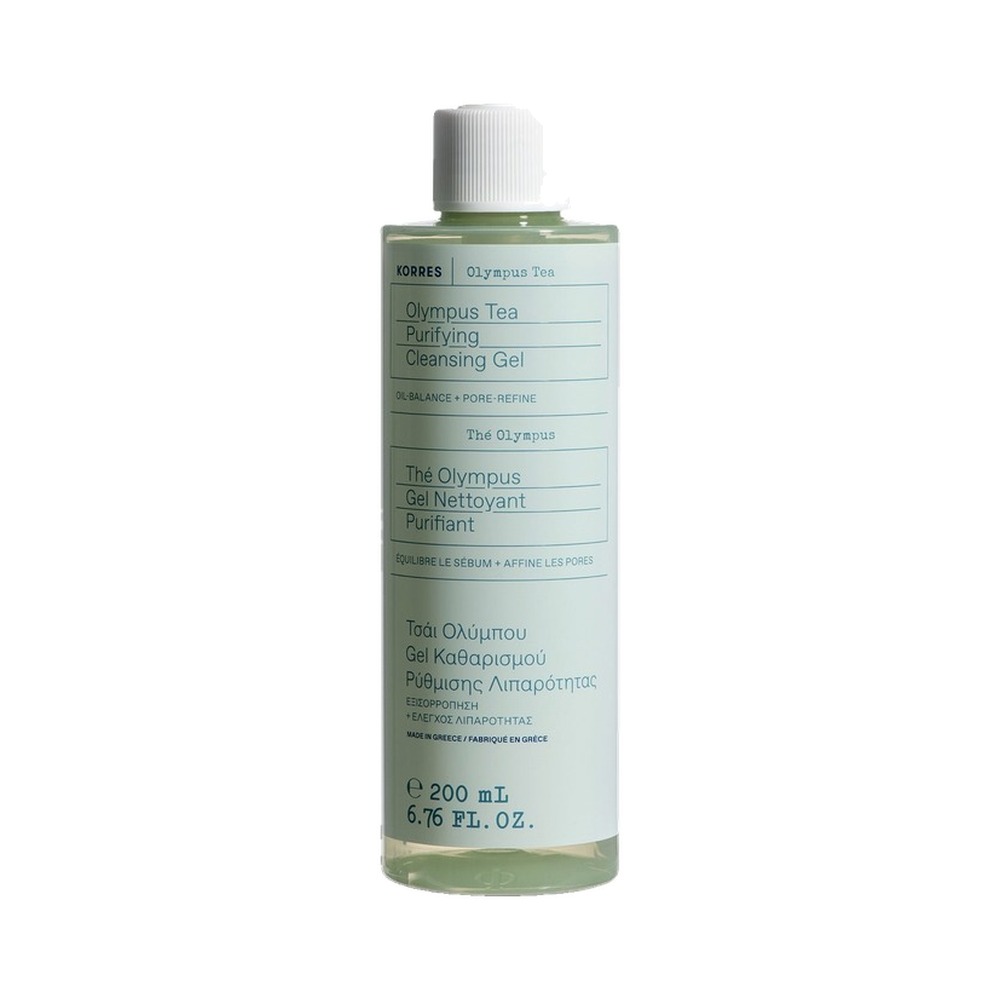 KORRES | Olympus Tea
Olympus Tea
Purifying
Cleansing Gel
OIL-BALANCE + PORE-REFINE
Thé Olympus
Thé Olympus
Gel Nettoyant
Purifiant
ÉQUILIBRE LE SÉBUM + AFFINE LES PORES
Τσάι Ολύμπου
Gel Καθαρισμού
Ρύθμισης Λιπαρότητας
ΕΞΙΣΟΡΡΟΠΗΣΗ
+ ΕΛΕΓΧΟΣ ΛΙΠΑΡΟΤΗΤΑΣ
MADE IN GREECE / FABRIQUÉ EN GRÈCE
℮ 200 mL
6.76 FL. OZ.